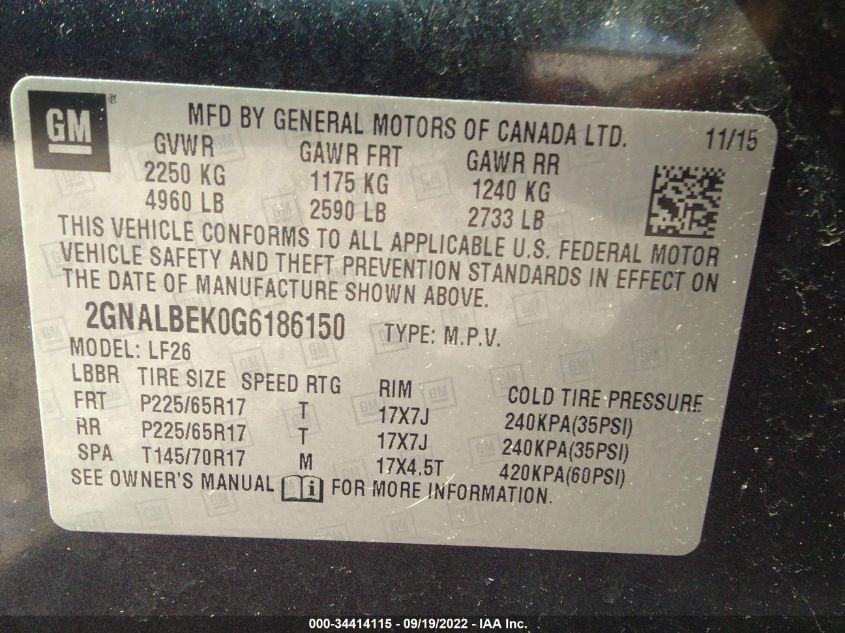 GM ®
MFD BY GENERAL MOTORS OF CANADA LTD. 11/15
GVWR GAWR FRT GAWR RR
2250 KG 1175 KG 1240 KG
4960 LB 2590 LB 2733 LB
THIS VEHICLE CONFORMS TO ALL APPLICABLE U.S. FEDERAL MOTOR
VEHICLE SAFETY AND THEFT PREVENTION STANDARDS IN EFFECT ON
THE DATE OF MANUFACTURE SHOWN ABOVE.
2GNALBEK0G6186150 TYPE: M.P.V.
MODEL: LF26
LBBR TIRE SIZE SPEED RTG RIM COLD TIRE PRESSURE
FRT P225/65R17 T 17X7J 240KPA(35PSI)
RR P225/65R17 T 17X7J 240KPA(35PSI)
SPA T145/70R17 M 17X4.5T 420KPA(60PSI)
SEE OWNER'S MANUAL i FOR MORE INFORMATION.
000-34414115 - 09/19/2022 - IAA Inc.